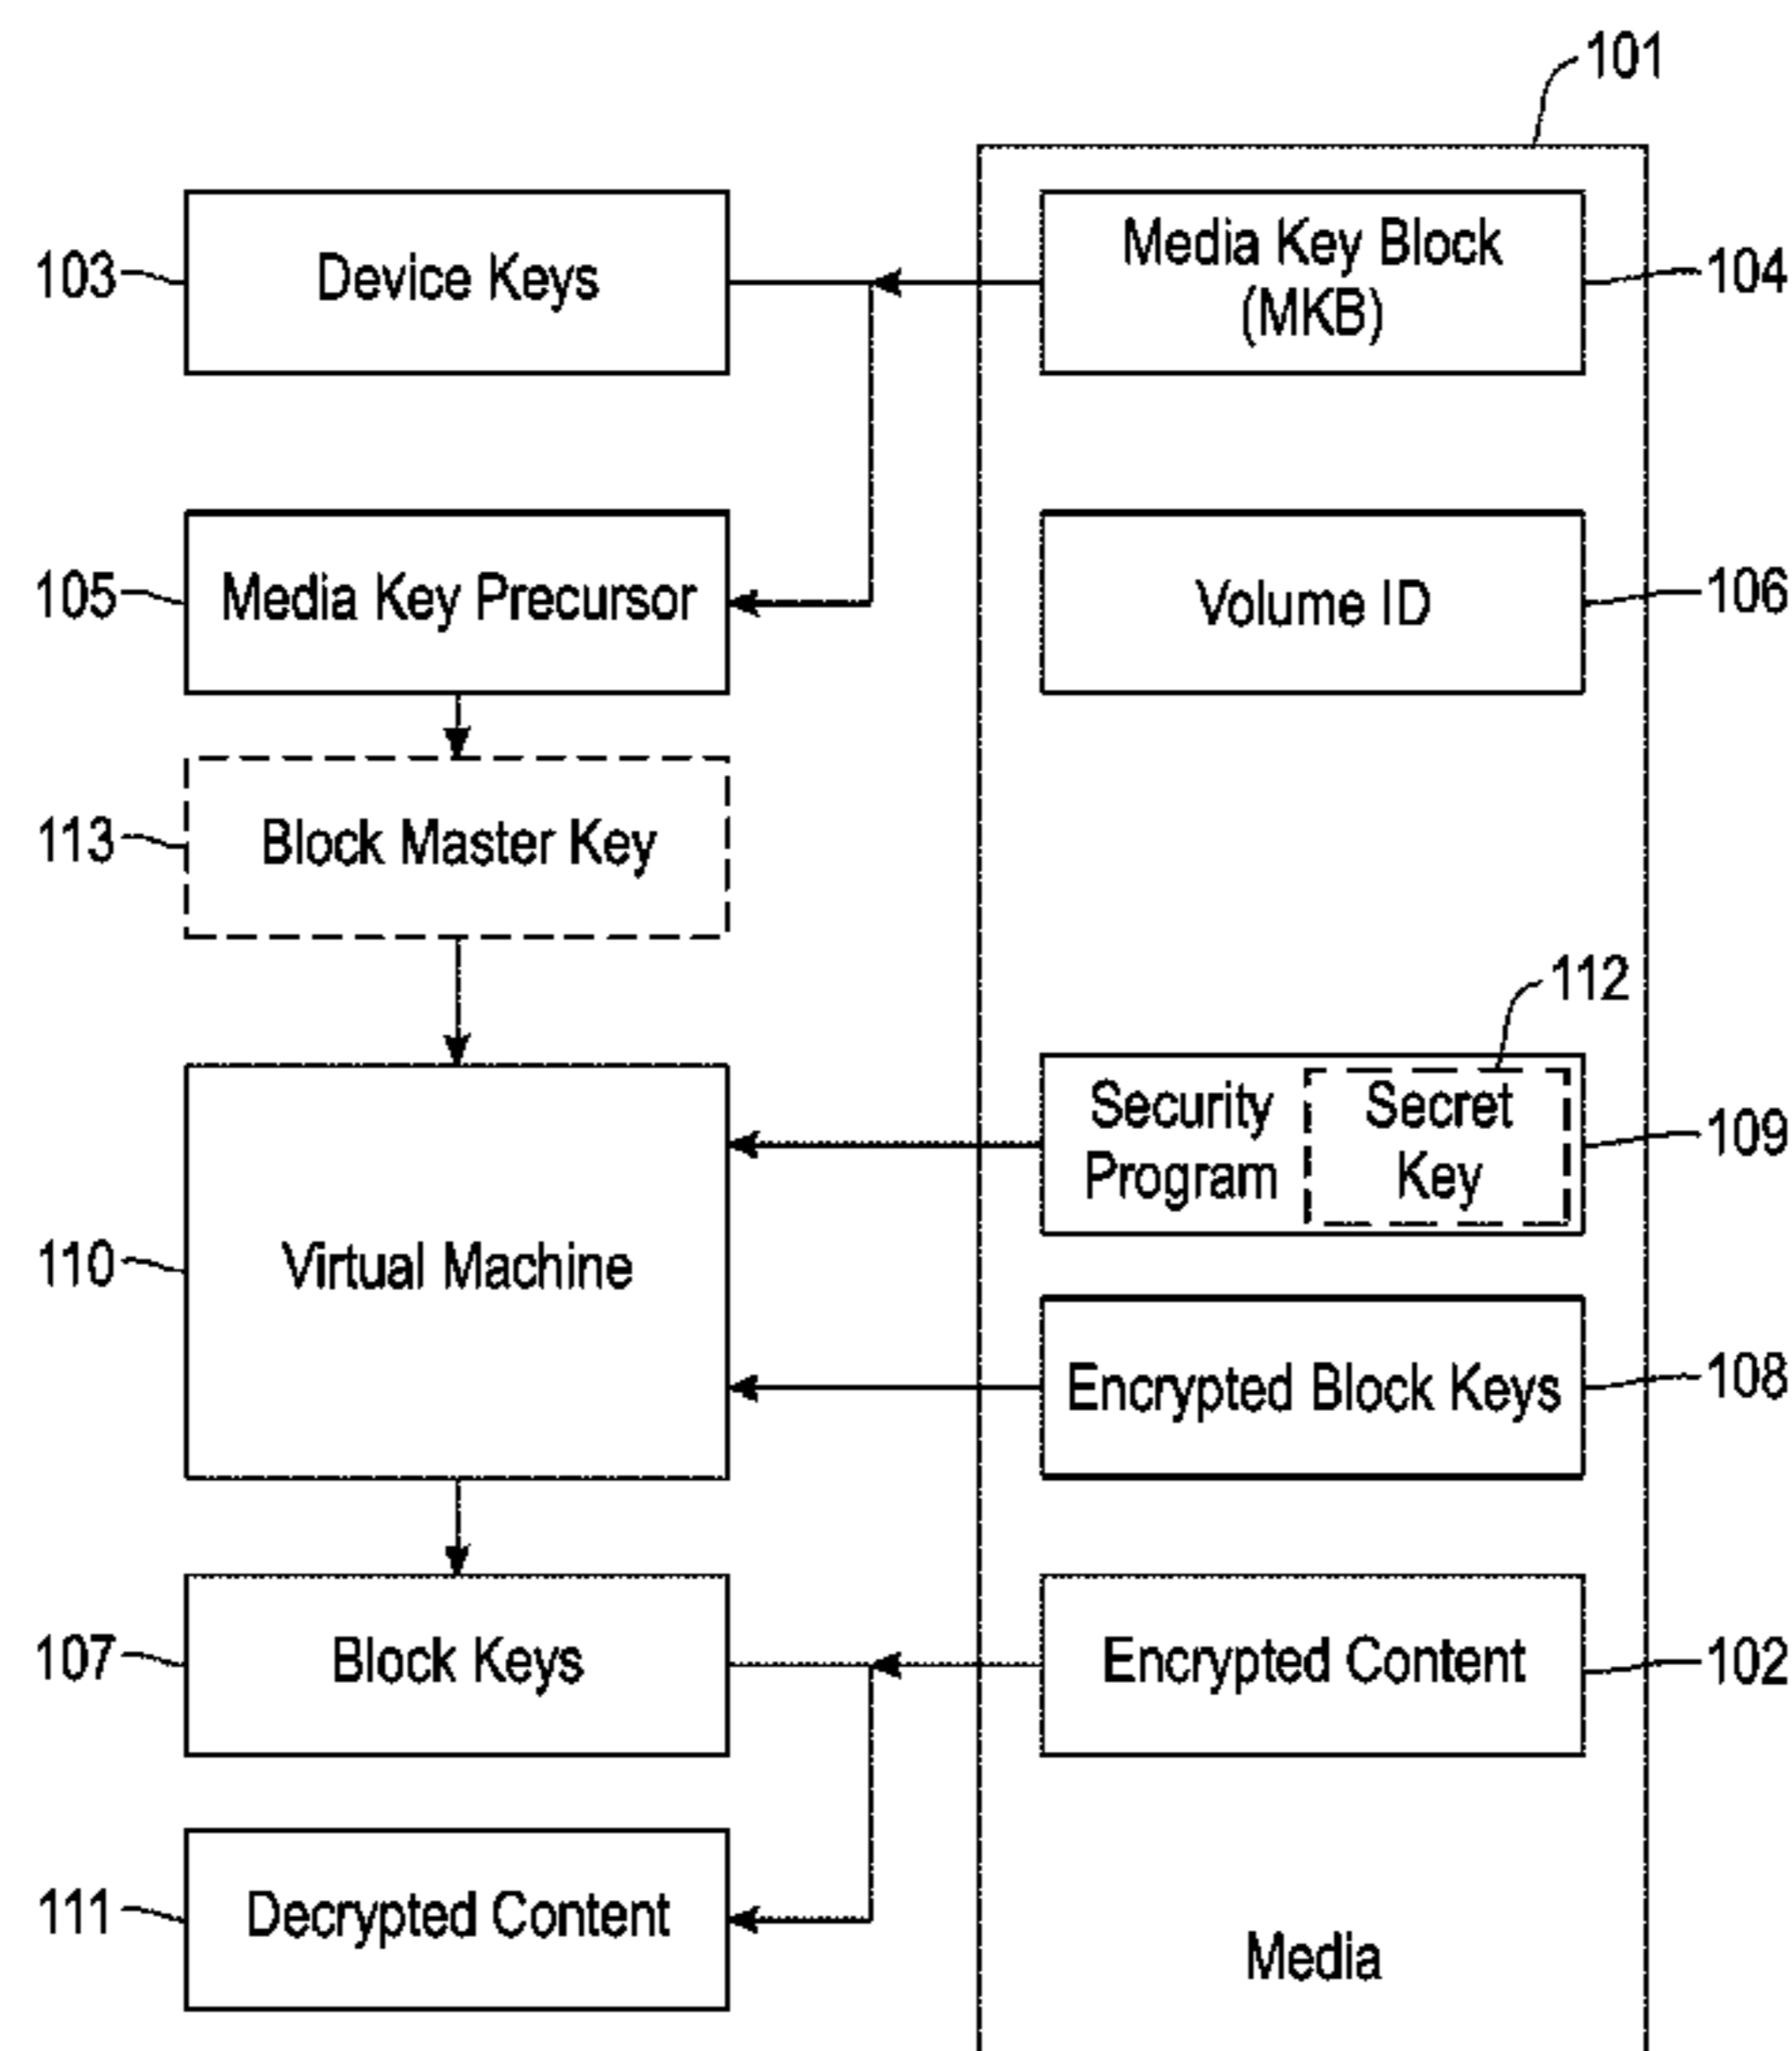 101
103
Device Keys
Media Key Block
(MKB)
104
105
Media Key Precursor
Volume ID
106
113
Block Master Key
112
Security
Program
Secret
Key
109
110
Virtual Machine
Encrypted Block Keys
108
107
Block Keys
Encrypted Content
102
111
Decrypted Content
Media